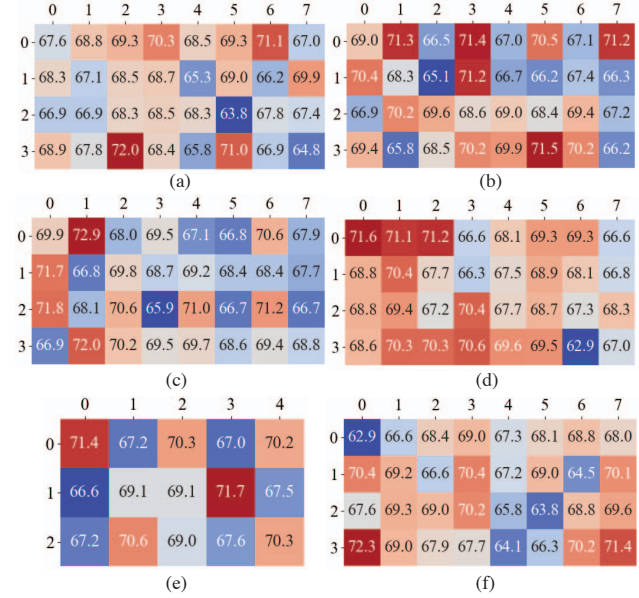 0 1 2 3 4 5 6 7
0 67.6 68.8 69.3 70.3 68.5 69.3 71.1 67.0
1 68.3 67.1 68.5 68.7 65.3 69.0 66.2 69.9
2 66.9 66.9 68.3 68.5 68.3 63.8 67.8 67.4
3 68.9 67.8 72.0 68.4 65.8 71.0 66.9 64.8
(a)
0 1 2 3 4 5 6 7
0 69.0 71.3 66.5 71.4 67.0 70.5 67.1 71.2
1 70.4 68.3 65.1 71.2 66.7 66.2 67.4 66.3
2 66.9 70.2 69.6 68.6 69.0 68.4 69.4 67.2
3 69.4 65.8 68.5 70.2 69.9 71.5 70.2 66.2
(b)
0 1 2 3 4 5 6 7
0 69.9 72.9 68.0 69.5 67.1 66.8 70.6 67.9
1 71.7 66.8 69.8 68.7 69.2 68.4 68.4 67.7
2 71.8 68.1 70.6 65.9 71.0 66.7 71.2 66.7
3 66.9 72.0 70.2 69.5 69.7 68.6 69.4 68.8
(c)
0 1 2 3 4 5 6 7
0 71.6 71.1 71.2 66.6 68.1 69.3 69.3 66.6
1 68.8 70.4 67.7 66.3 67.5 68.9 68.1 66.8
2 68.8 69.4 67.2 70.4 67.7 68.7 67.3 68.3
3 68.6 70.3 70.3 70.6 69.6 69.5 62.9 67.0
(d)
0 1 2 3 4
0 71.4 67.2 70.3 67.0 70.2
1 66.6 69.1 69.1 71.7 67.5
2 67.2 70.6 69.0 67.6 70.3
(e)
0 1 2 3 4 5 6 7
0 62.9 66.6 68.4 69.0 67.3 68.1 68.8 68.0
1 70.4 69.2 66.6 70.4 67.2 69.0 64.5 70.1
2 67.6 69.3 69.0 70.2 65.8 63.8 68.8 69.6
3 72.3 69.0 67.9 67.7 64.1 66.3 70.2 71.4
(f)